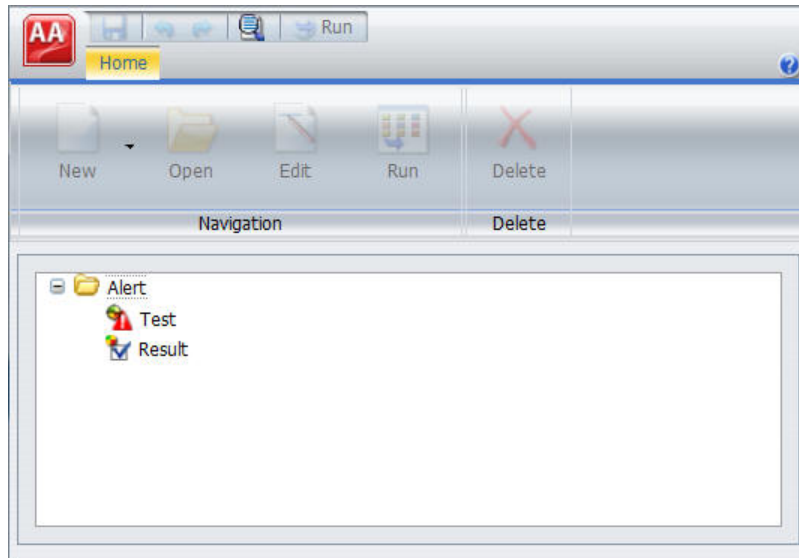 AA
Run
Home
New Open Edit Run Delete
Navigation Delete
Alert
Test
Result